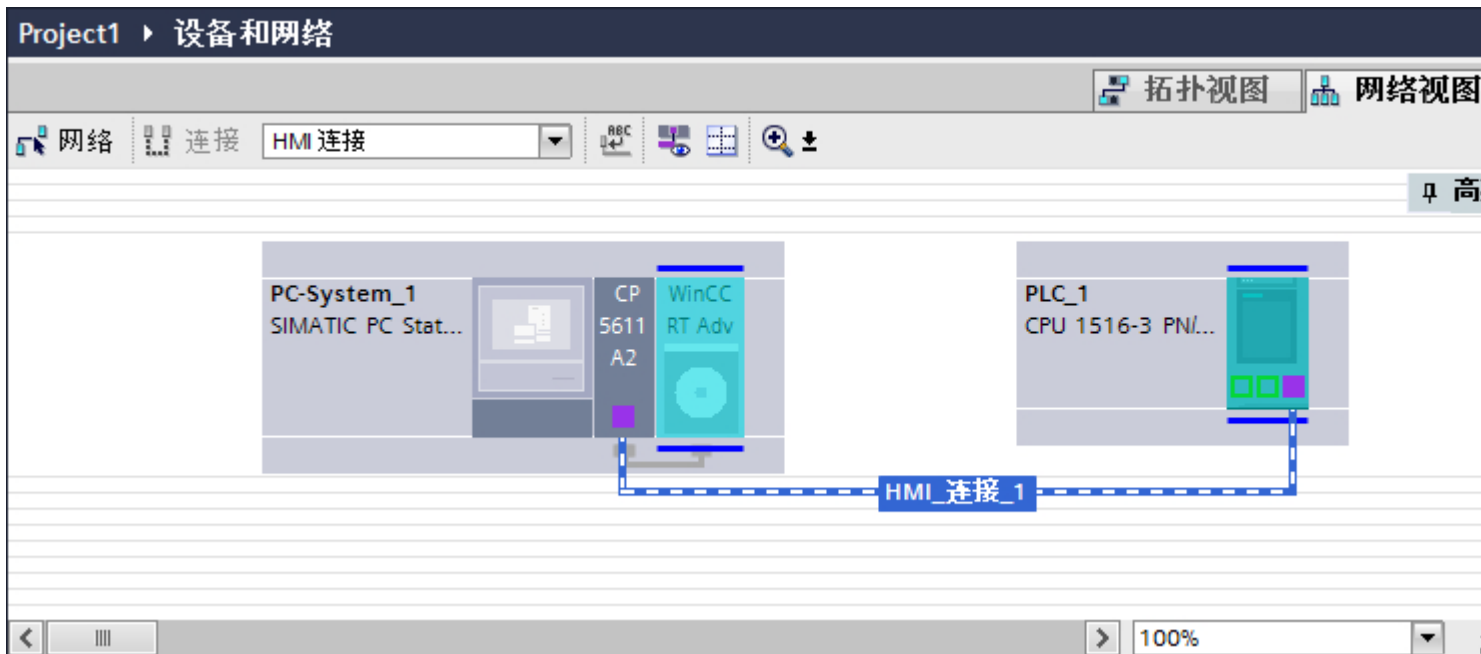 Project1 ▸ 设备和网络
拓扑视图 网络视图
网络 连接 HMI 连接 ABC
高
PC-System_1
SIMATIC PC Stat...
CP
5611
A2
WinCC
RT Adv
PLC_1
CPU 1516-3 PN/...
HMI_连接_1
100%